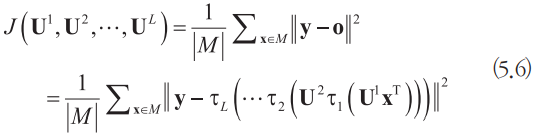 J(U¹,U²,⋯,Uᴸ) = 1/|M| ∑ₓ∈M ‖y − o‖²
= 1/|M| ∑ₓ∈M ‖y − τ_L(⋯τ₂(U²τ₁(U¹xᵀ)))‖² (5.6)